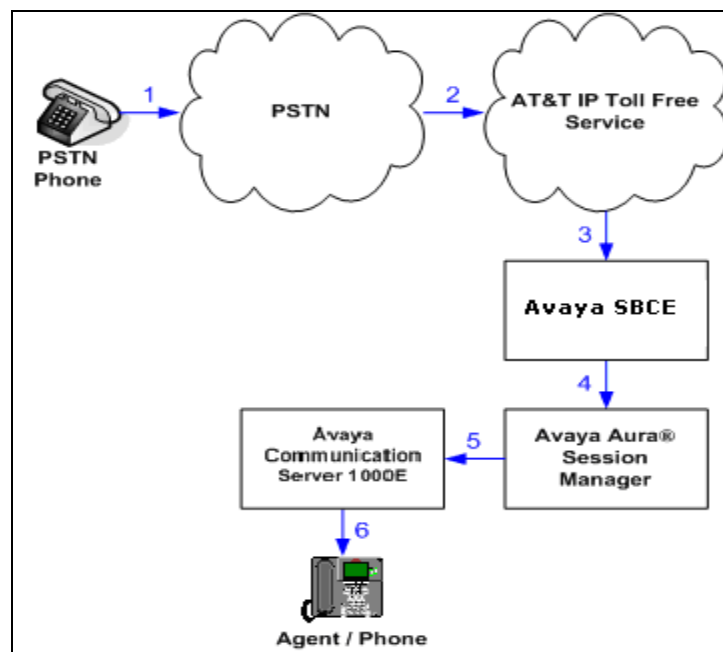 1
2
PSTN
Phone
PSTN
AT&T IP Toll Free
Service
3
Avaya SBCE
4
Avaya Aura®
Session
Manager
5
Avaya
Communication
Server 1000E
6
Agent / Phone